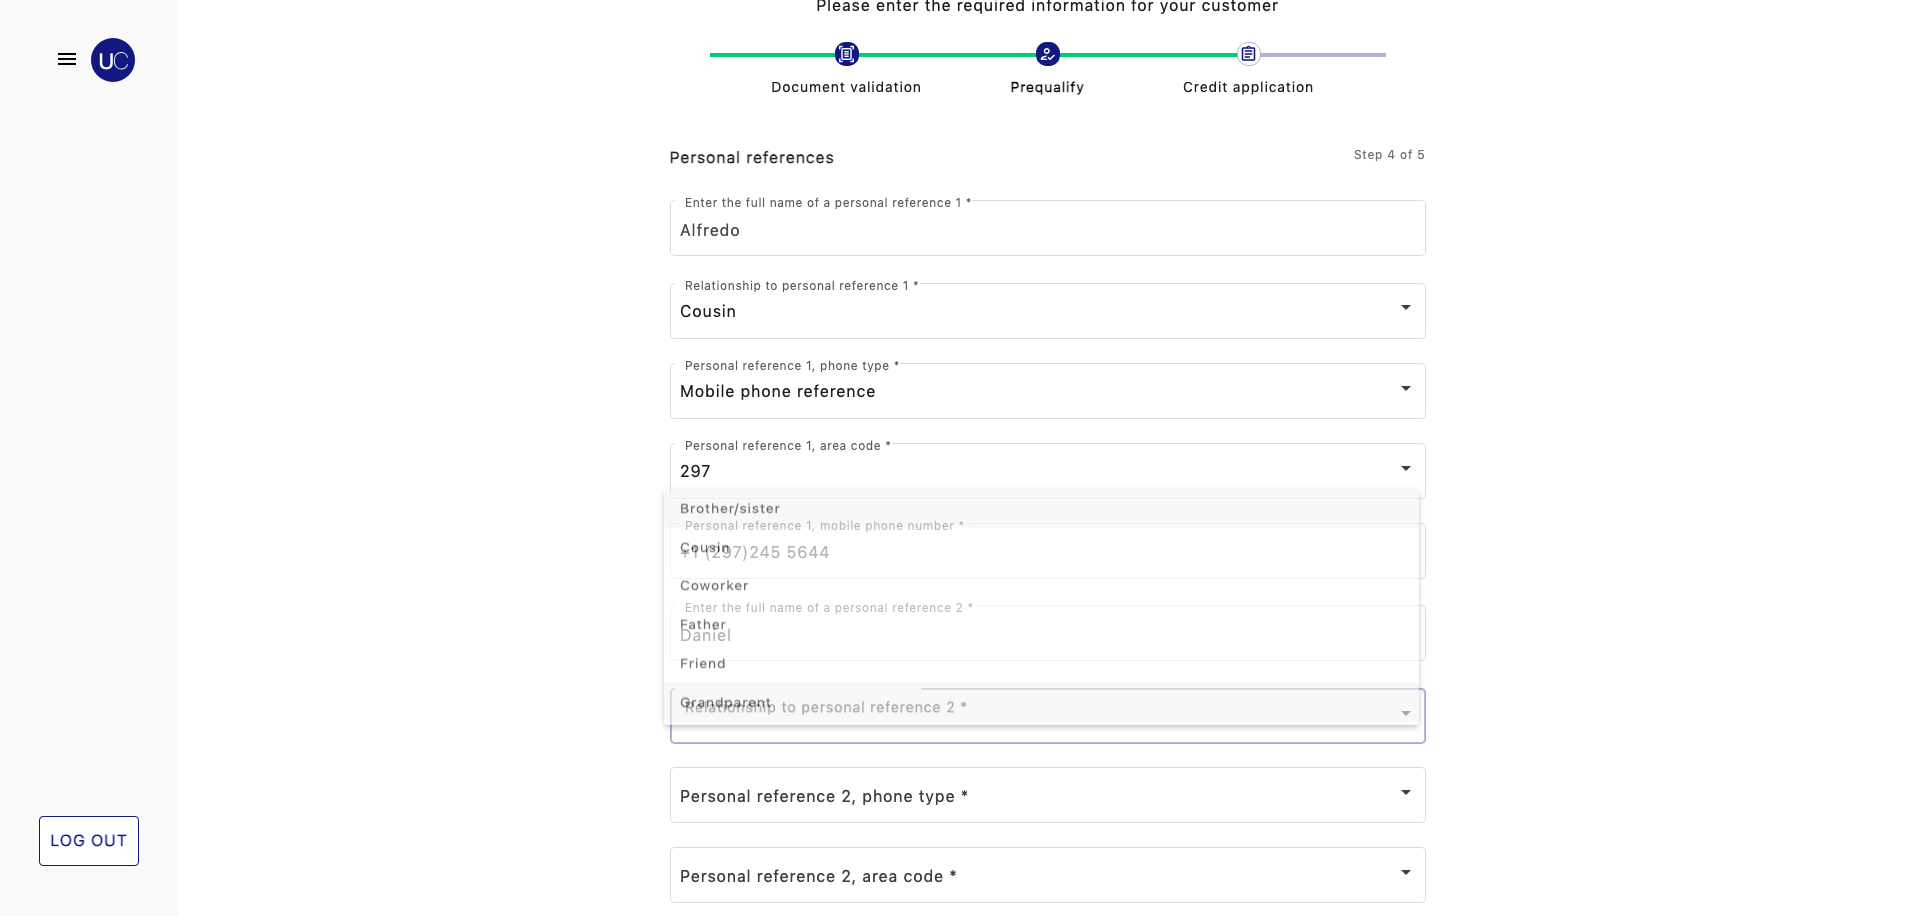 Please enter the required information for your customer
UC
Document validation
Prequalify
Credit application
Personal references
Step 4 of 5
Enter the full name of a personal reference 1 *
Alfredo
Relationship to personal reference 1 *
Cousin
Personal reference 1, phone type *
Mobile phone reference
Personal reference 1, area code *
297
Brother/sister
Personal reference 1, mobile phone number *
Cousin
+1 (297)245 5644
Coworker
Enter the full name of a personal reference 2 *
Father
Daniel
Friend
Grandparent
Relationship to personal reference 2 *
Personal reference 2, phone type *
LOG OUT
Personal reference 2, area code *